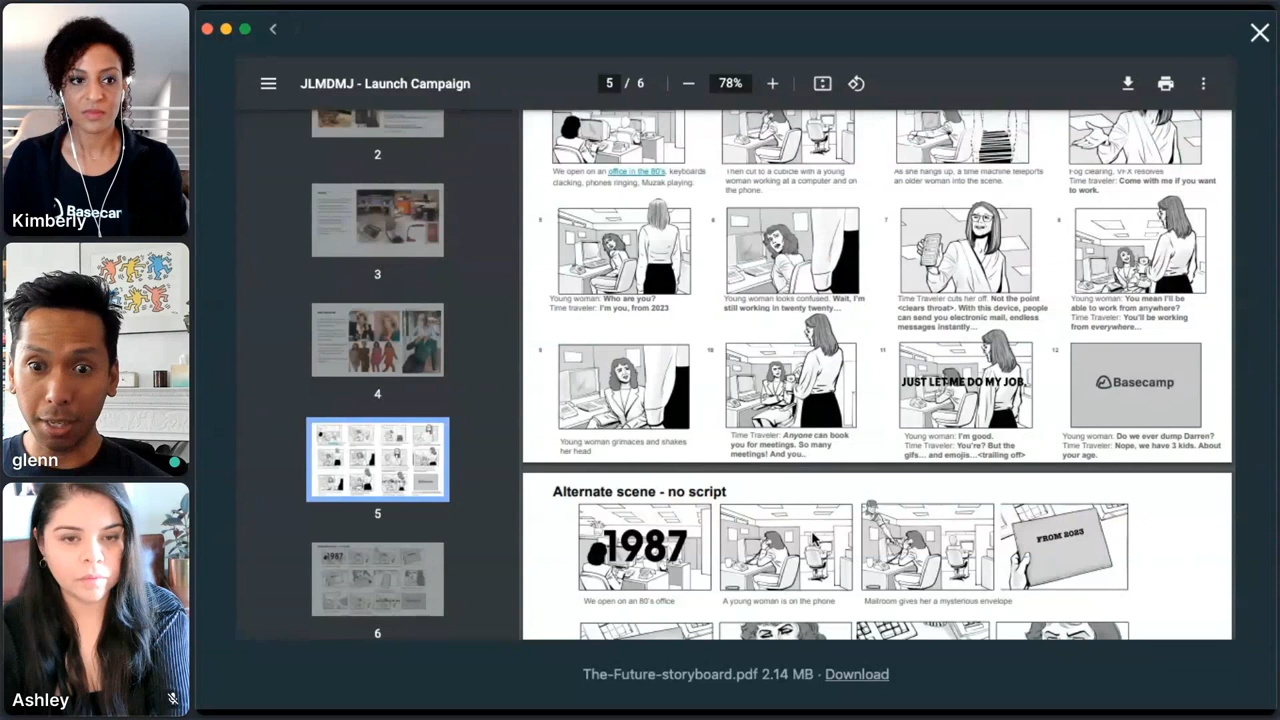 Kimberly
Basecar
glenn
Ashley
JLMDMJ - Launch Campaign
5 / 6
78%
2
3
4
5
6
We open on an office in the 80's, keyboards
clacking, phones ringing, Muzak playing.
Then cut to a cubicle with a young
woman working at a computer and on
the phone.
As she hangs up, a time machine teleports
an older woman into the scene.
Fog clearing, VFX resolves
Time traveler: Come with me if you want
to work.
5
6
7
8
Young woman: Who are you?
Time traveler: I'm you, from 2023
Young woman looks confused. Wait, I'm
still working in twenty twenty…
Time Traveler cuts her off. Not the point
<clears throat>. With this device, people
can send you electronic mail, endless
messages instantly…
Young woman: You mean I'll be
able to work from anywhere?
Time Traveler: You'll be working
from everywhere…
9
10
11
12
JUST LET ME DO MY JOB.
Basecamp
Young woman grimaces and shakes
her head
Time Traveler: Anyone can book
you for meetings. So many
meetings! And you..
Young woman: I'm good.
Time Traveler: You're? But the
gifs… and emojis…<trailing off>
Young woman: Do we ever dump Darren?
Time Traveler: Nope, we have 3 kids. About
your age.
Alternate scene - no script
1987
FROM 2023
We open on an 80's office
A young woman is on the phone
Mailroom gives her a mysterious envelope
The-Future-storyboard.pdf 2.14 MB · Download